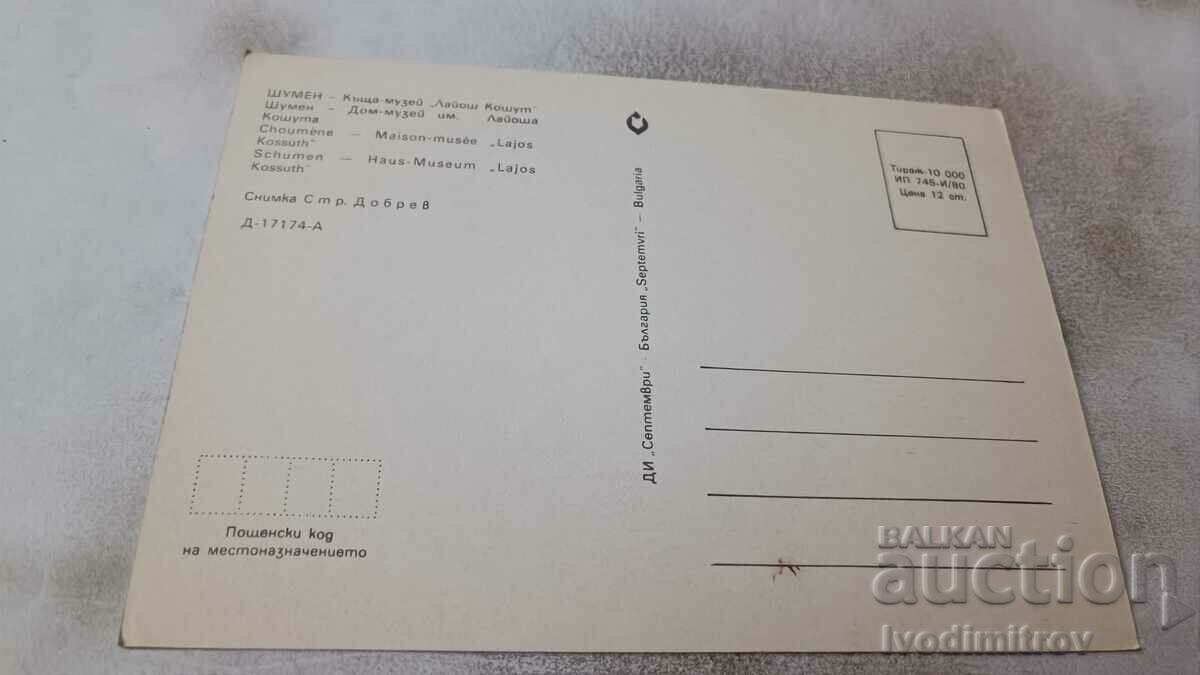 ШУМЕН – Къща-музей „Лайош Кошут"
Шумен – Дом-музей им. Лайоша
Кошута
Choumène — Maison-musée „Lajos
Kossuth"
Schumen — Haus-Museum „Lajos
Kossuth"
Снимка Стр. Добрев
Д-17174-А
ДИ „Септември" · България „Septemvri" – Bulgaria
Тираж-10 000
ИП 745-И/80
Цена 12 ст.
Пощенски код
на местоназначението
BALKAN
auction
Ivodimitrov